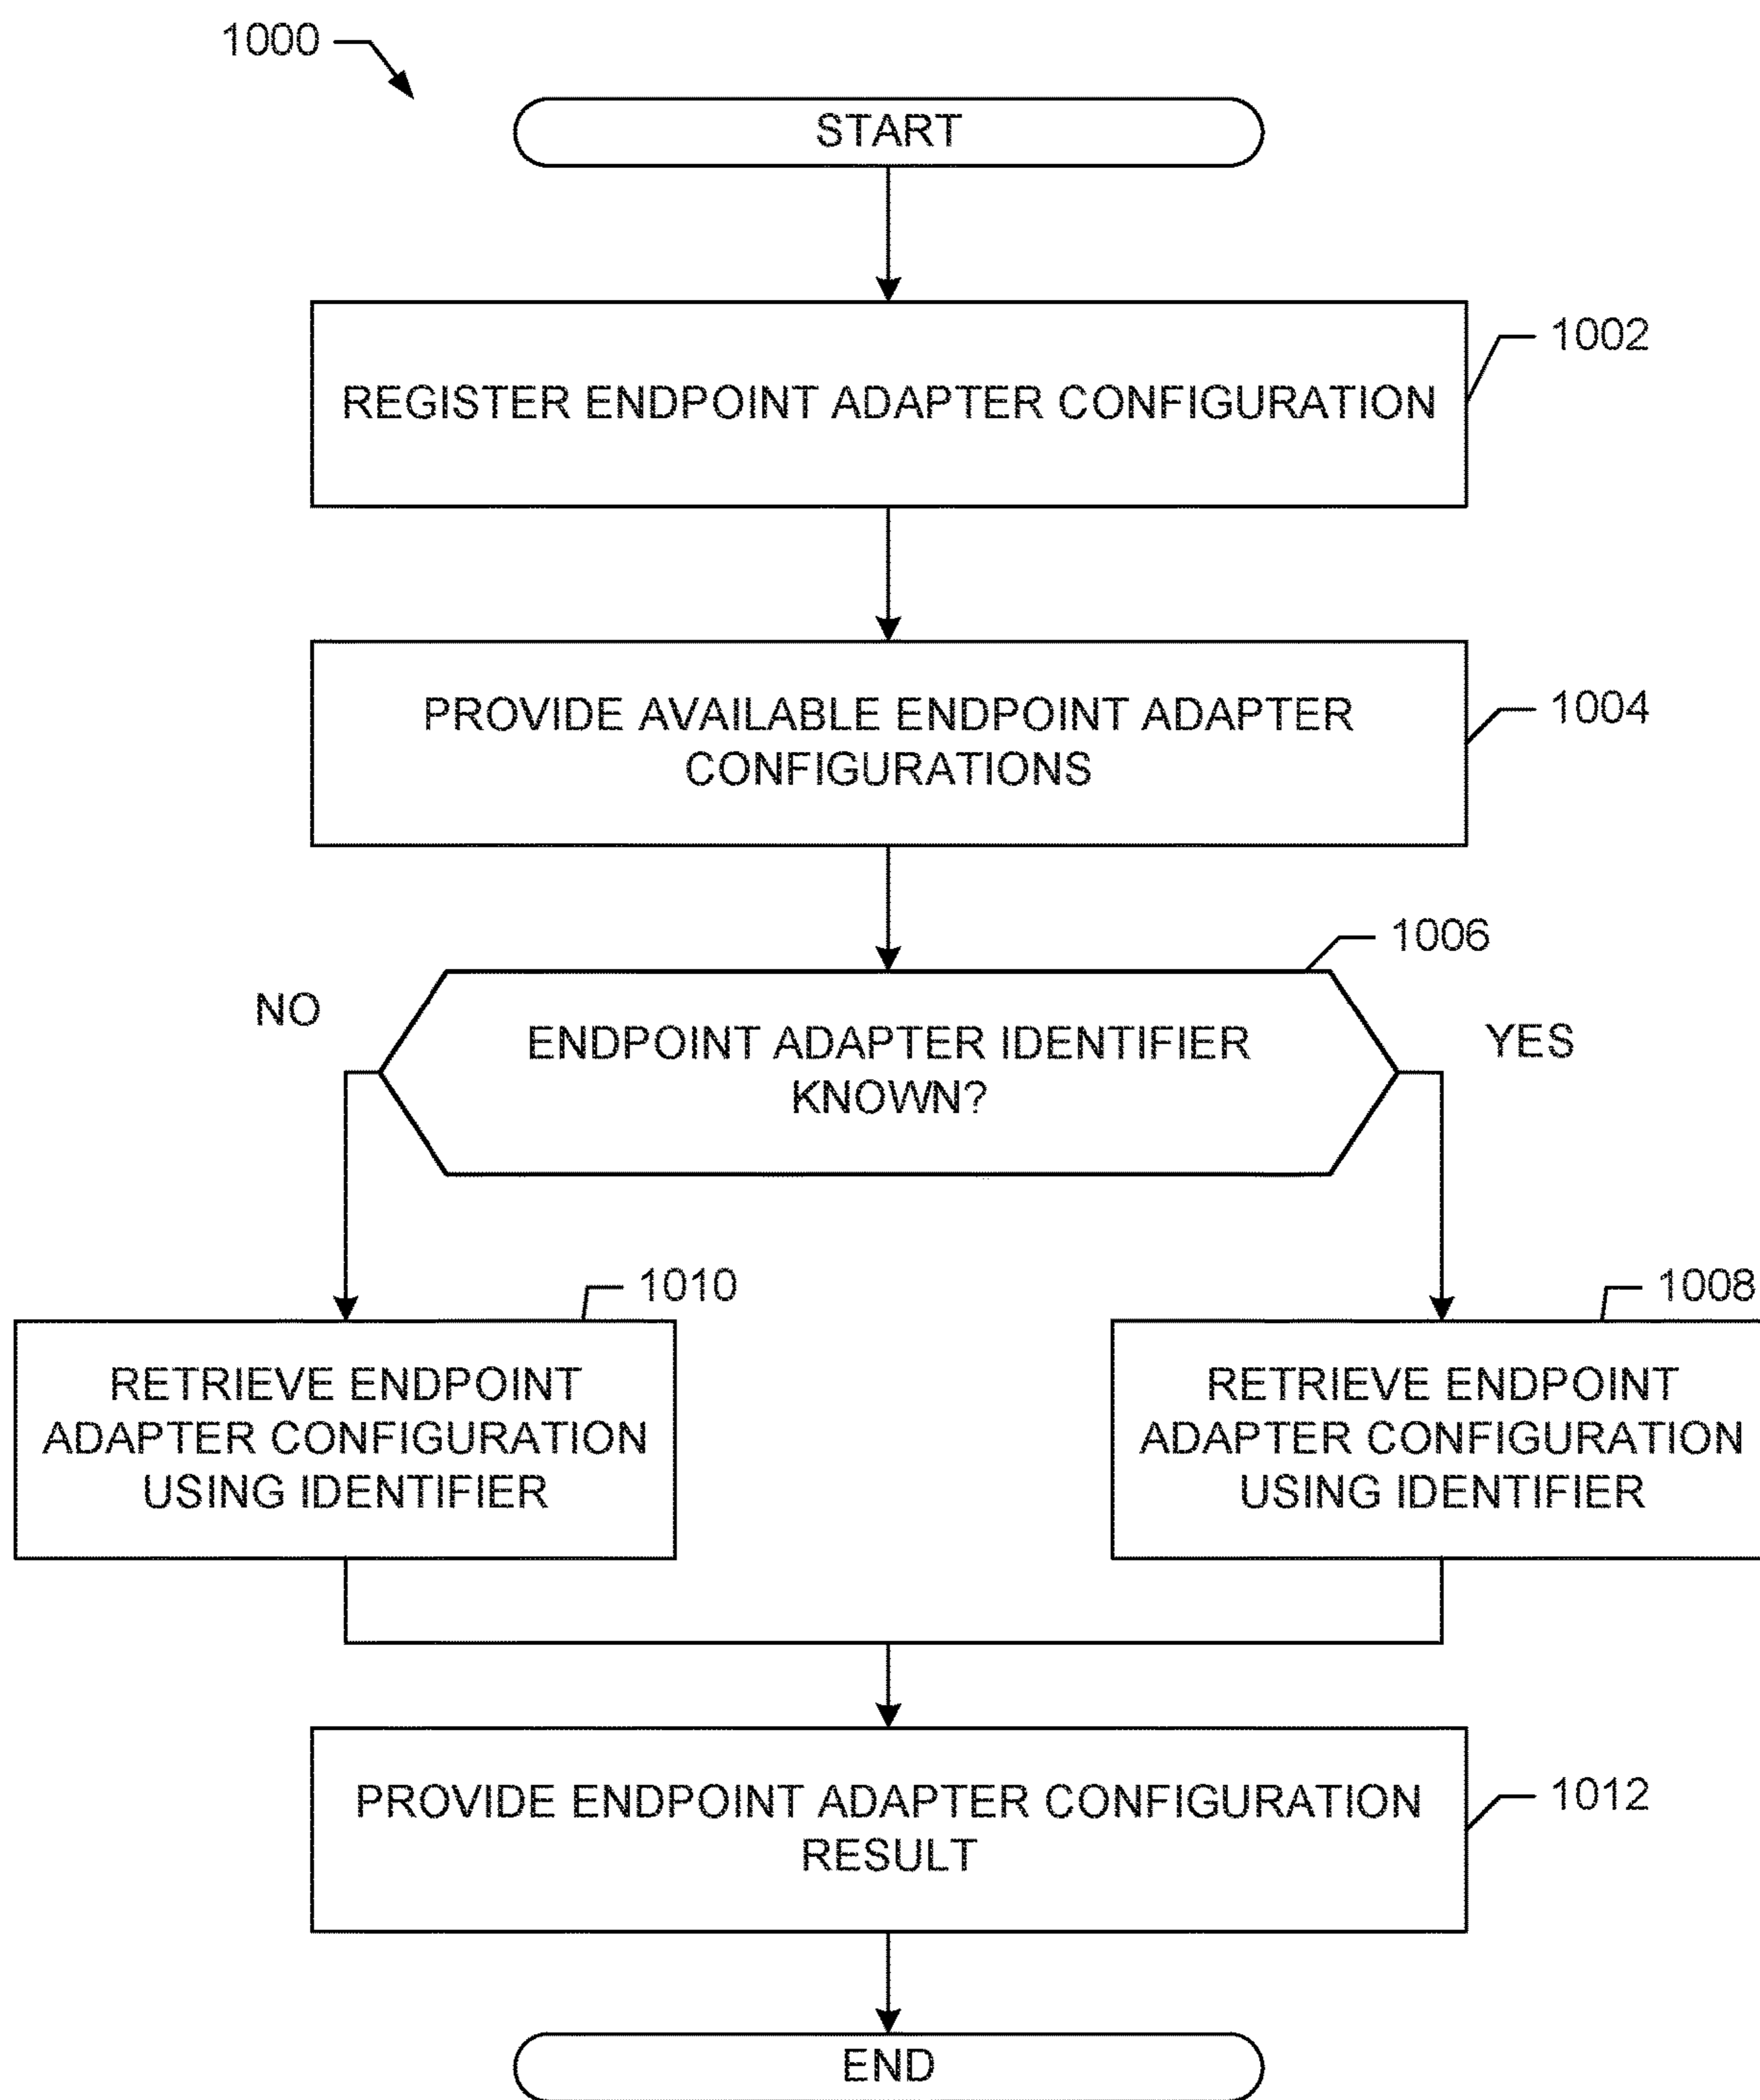 1000
START
REGISTER ENDPOINT ADAPTER CONFIGURATION
1002
PROVIDE AVAILABLE ENDPOINT ADAPTER
CONFIGURATIONS
1004
1006
NO
ENDPOINT ADAPTER IDENTIFIER
KNOWN?
YES
1010
RETRIEVE ENDPOINT
ADAPTER CONFIGURATION
USING IDENTIFIER
1008
RETRIEVE ENDPOINT
ADAPTER CONFIGURATION
USING IDENTIFIER
PROVIDE ENDPOINT ADAPTER CONFIGURATION
RESULT
1012
END